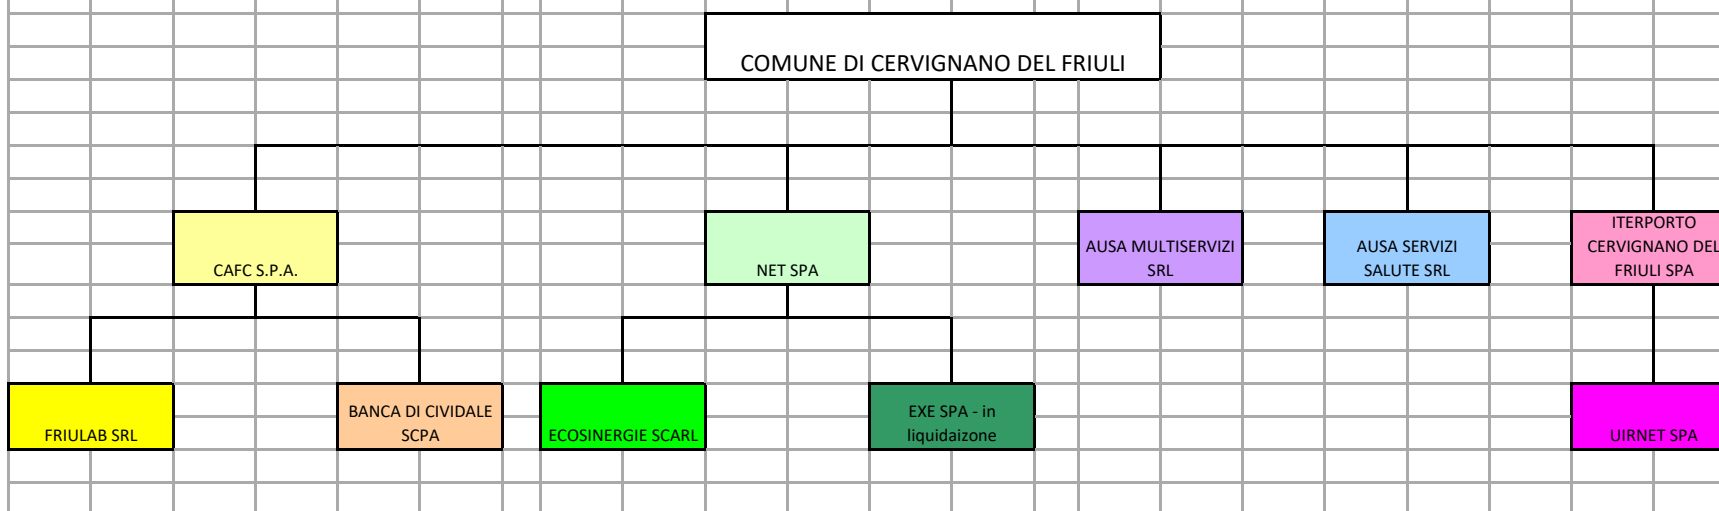 COMUNE DI CERVIGNANO DEL FRIULI
CAFC S.P.A.
NET SPA
AUSA MULTISERVIZI
SRL
AUSA SERVIZI
SALUTE SRL
ITERPORTO
CERVIGNANO DEL
FRIULI SPA
FRIULAB SRL
BANCA DI CIVIDALE
SCPA
ECOSINERGIE SCARL
EXE SPA - in
liquidaizone
UIRNET SPA